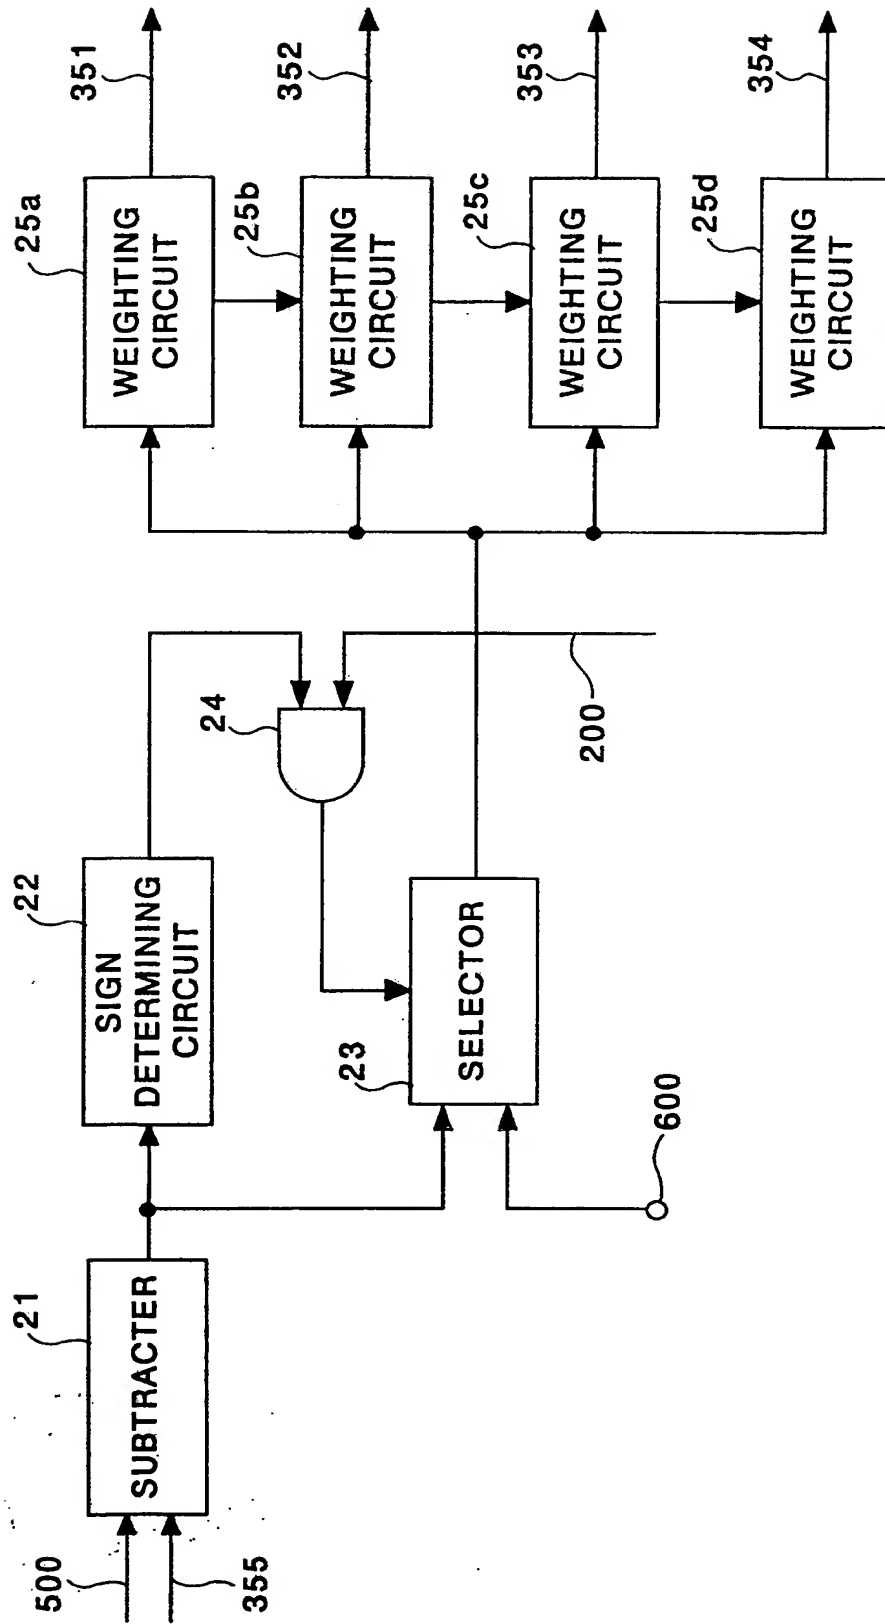 500
355
21
SUBTRACTER
22
SIGN
DETERMINING
CIRCUIT
23
SELECTOR
600
24
200
25a
WEIGHTING
CIRCUIT
351
25b
WEIGHTING
CIRCUIT
352
25c
WEIGHTING
CIRCUIT
353
25d
WEIGHTING
CIRCUIT
354